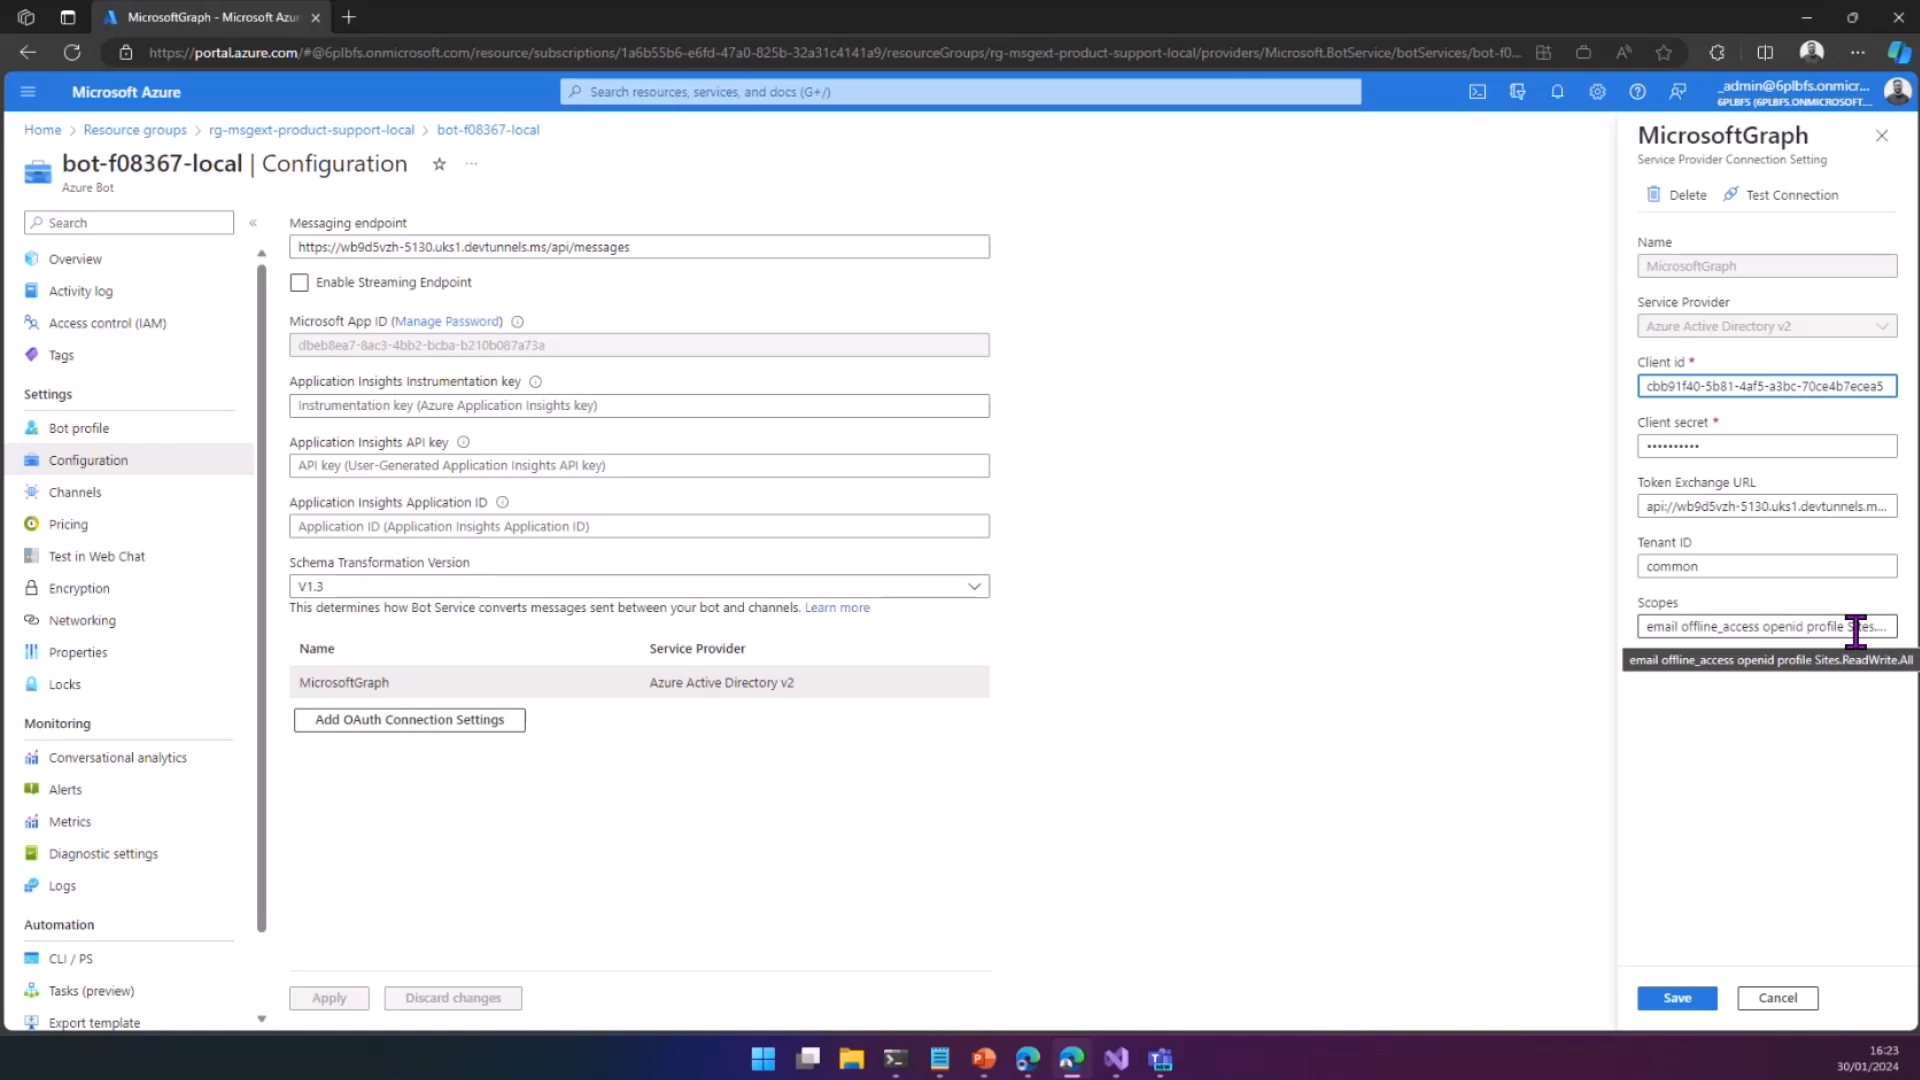 MicrosoftGraph - Microsoft Azur
https://portal.azure.com/#@6plbfs.onmicrosoft.com/resource/subscriptions/1a6b55b6-e6fd-47a0-825b-32a31c4141a9/resourceGroups/rg-msgext-product-support-local/providers/Microsoft.BotService/botServices/bot-f0...
Microsoft Azure
Search resources, services, and docs (G+/)
_admin@6plbfs.onmicr...
6PLBFS (6PLBFS.ONMICROSOFT....
Home > Resource groups > rg-msgext-product-support-local > bot-f08367-local
bot-f08367-local | Configuration
Azure Bot
Search
Overview
Activity log
Access control (IAM)
Tags
Settings
Bot profile
Configuration
Channels
Pricing
Test in Web Chat
Encryption
Networking
Properties
Locks
Monitoring
Conversational analytics
Alerts
Metrics
Diagnostic settings
Logs
Automation
CLI / PS
Tasks (preview)
Export template
Messaging endpoint
https://wb9d5vzh-5130.uks1.devtunnels.ms/api/messages
Enable Streaming Endpoint
Microsoft App ID (Manage Password)
dbeb8ea7-8ac3-4bb2-bcba-b210b087a73a
Application Insights Instrumentation key
Instrumentation key (Azure Application Insights key)
Application Insights API key
API key (User-Generated Application Insights API key)
Application Insights Application ID
Application ID (Application Insights Application ID)
Schema Transformation Version
V1.3
This determines how Bot Service converts messages sent between your bot and channels. Learn more
Name Service Provider
MicrosoftGraph Azure Active Directory v2
Add OAuth Connection Settings
Apply Discard changes
MicrosoftGraph
Service Provider Connection Setting
Delete Test Connection
Name
MicrosoftGraph
Service Provider
Azure Active Directory v2
Client id *
cbb91f40-5b81-4af5-a3bc-70ce4b7ecea5
Client secret *
••••••••••
Token Exchange URL
api://wb9d5vzh-5130.uks1.devtunnels.m...
Tenant ID
common
Scopes
email offline_access openid profile Sites....
email offline_access openid profile Sites.ReadWrite.All
Save Cancel
16:23
30/01/2024